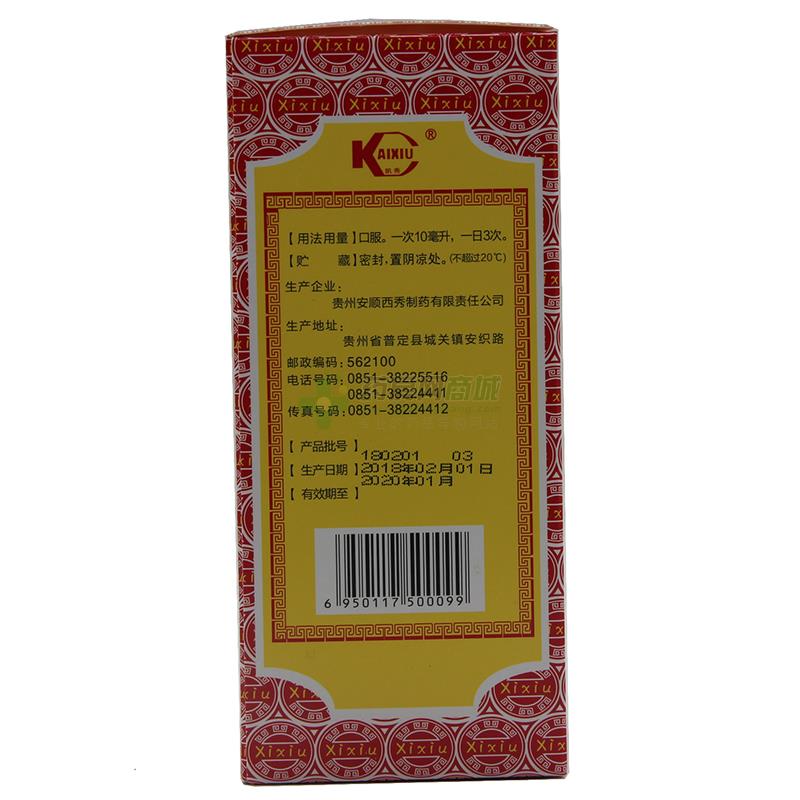 KAIXIU®
凯秀
【用法用量】口服。一次10毫升,一日3次。
【贮　　藏】密封,置阴凉处。(不超过20℃)
生产企业:
贵州安顺西秀制药有限责任公司
生产地址:
贵州省普定县城关镇安织路
邮政编码:562100
电话号码:0851-38225516
0851-38224411
传真号码:0851-38224412
【产品批号】180201 03
【生产日期】2018年02月01日
【有效期至】2020年01月
6 950117 500099
Xixiu